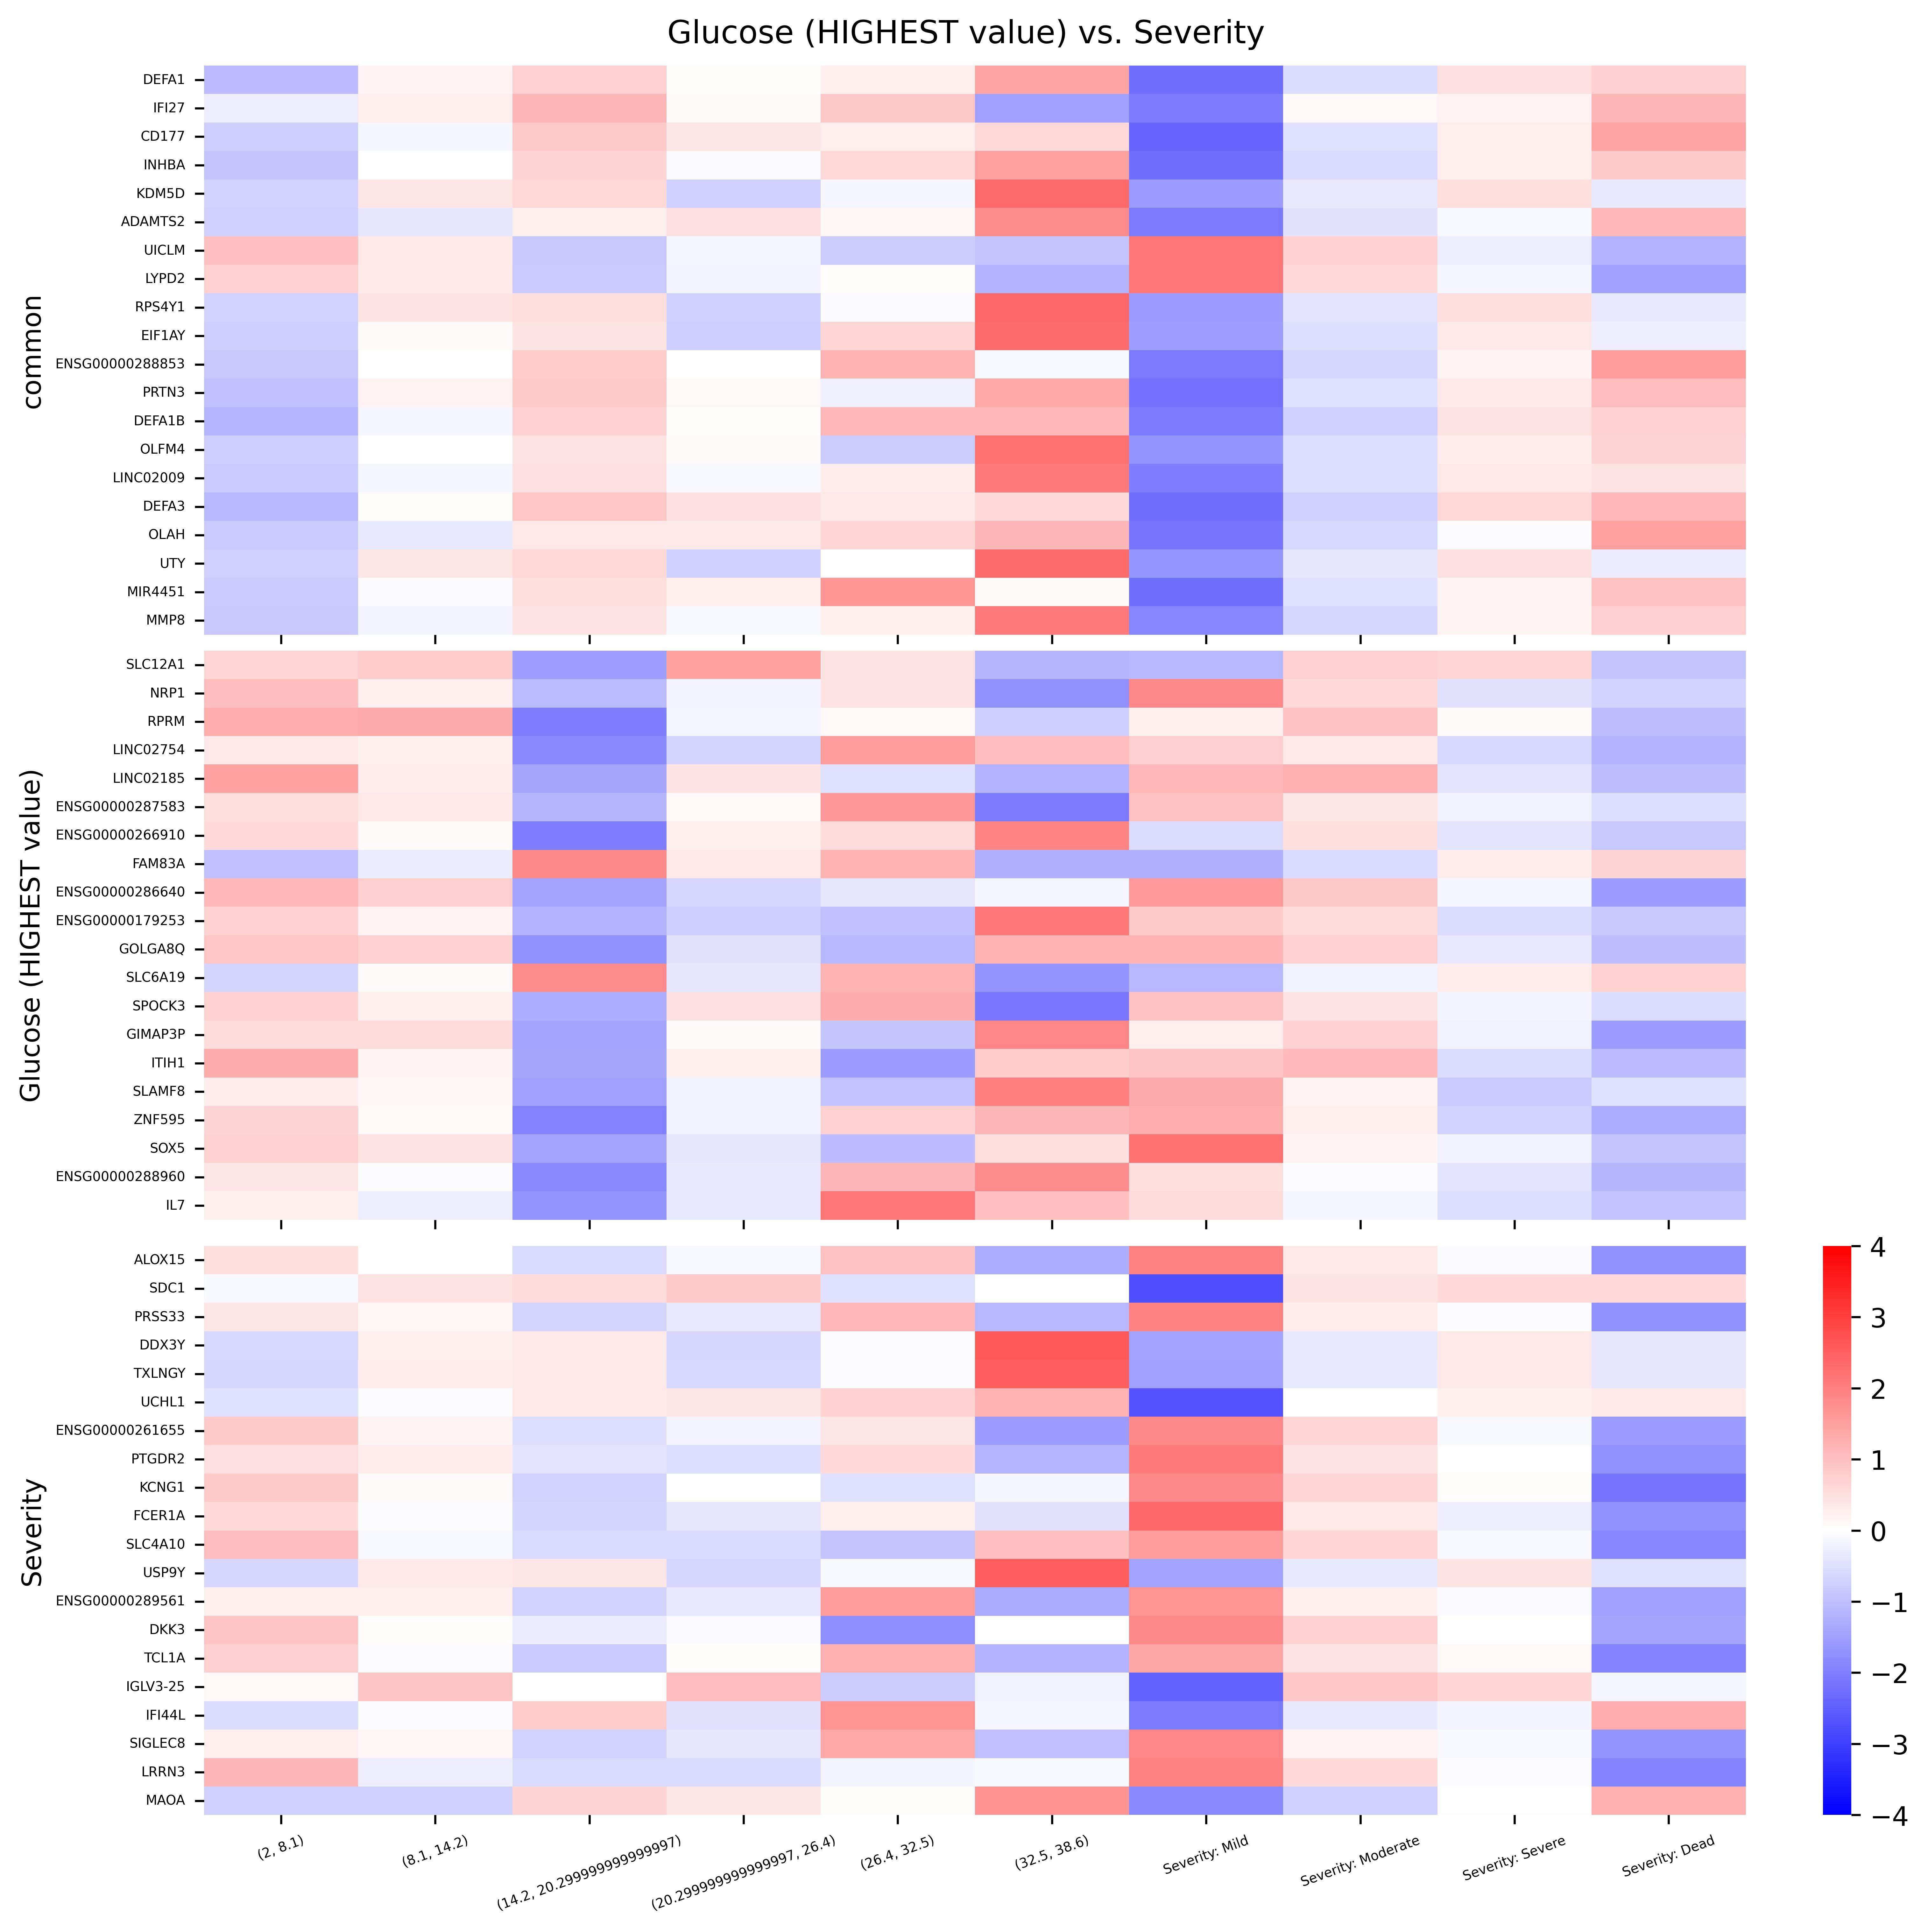 Glucose (HIGHEST value) vs. Severity
common
DEFA1
IFI27
CD177
INHBA
KDM5D
ADAMTS2
UICLM
LYPD2
RPS4Y1
EIF1AY
ENSG00000288853
PRTN3
DEFA1B
OLFM4
LINC02009
DEFA3
OLAH
UTY
MIR4451
MMP8
Glucose (HIGHEST value)
SLC12A1
NRP1
RPRM
LINC02754
LINC02185
ENSG00000287583
ENSG00000266910
FAM83A
ENSG00000286640
ENSG00000179253
GOLGA8Q
SLC6A19
SPOCK3
GIMAP3P
ITIH1
SLAMF8
ZNF595
SOX5
ENSG00000288960
IL7
Severity
ALOX15
SDC1
PRSS33
DDX3Y
TXLNGY
UCHL1
ENSG00000261655
PTGDR2
KCNG1
FCER1A
SLC4A10
USP9Y
ENSG00000289561
DKK3
TCL1A
IGLV3-25
IFI44L
SIGLEC8
LRRN3
MAOA
(2, 8.1)
(8.1, 14.2)
(14.2, 20.299999999999997)
(20.299999999999997, 26.4)
(26.4, 32.5)
(32.5, 38.6)
Severity: Mild
Severity: Moderate
Severity: Severe
Severity: Dead
4
3
2
1
0
−1
−2
−3
−4